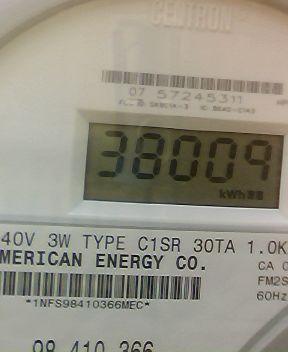 CENTRON
07 57245311
38009
kWh
40V 3W TYPE C1SR 30TA 1.0K
MERICAN ENERGY CO.
CA 0
FM2S
*1NFS98410366MEC*
60Hz
98 410 366